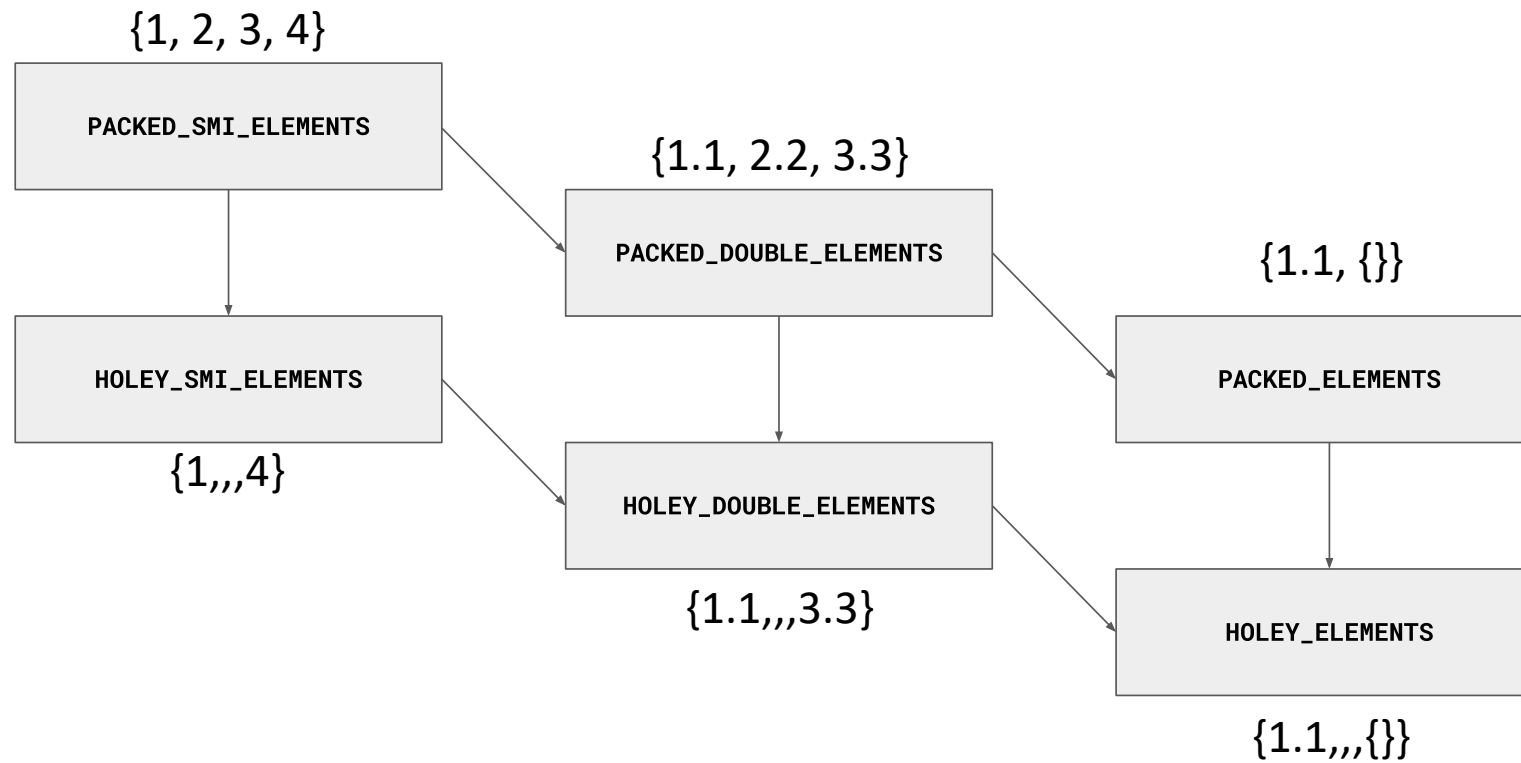 {1, 2, 3, 4}
PACKED_SMI_ELEMENTS
{1.1, 2.2, 3.3}
PACKED_DOUBLE_ELEMENTS
{1.1, {}}
PACKED_ELEMENTS
HOLEY_SMI_ELEMENTS
{1,,,4}
HOLEY_DOUBLE_ELEMENTS
{1.1,,,3.3}
HOLEY_ELEMENTS
{1.1,,,{}}